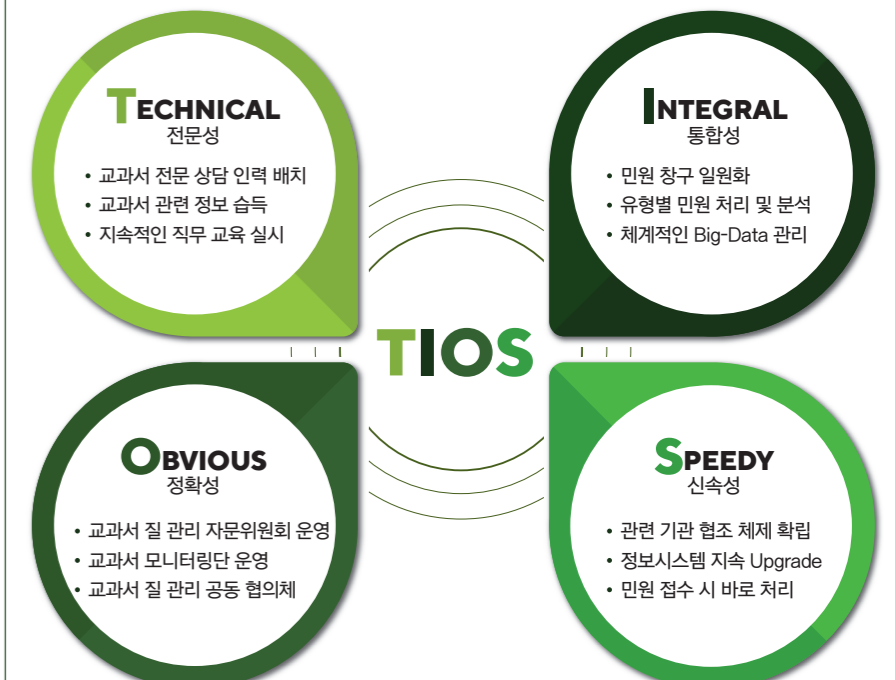 TECHNICAL
전문성
• 교과서 전문 상담 인력 배치
• 교과서 관련 정보 습득
• 지속적인 직무 교육 실시
INTEGRAL
통합성
• 민원 창구 일원화
• 유형별 민원 처리 및 분석
• 체계적인 Big-Data 관리
TIOS
OBVIOUS
정확성
• 교과서 질 관리 자문위원회 운영
• 교과서 모니터링단 운영
• 교과서 질 관리 공동 협의체
SPEEDY
신속성
• 관련 기관 협조 체제 확립
• 정보시스템 지속 Upgrade
• 민원 접수 시 바로 처리